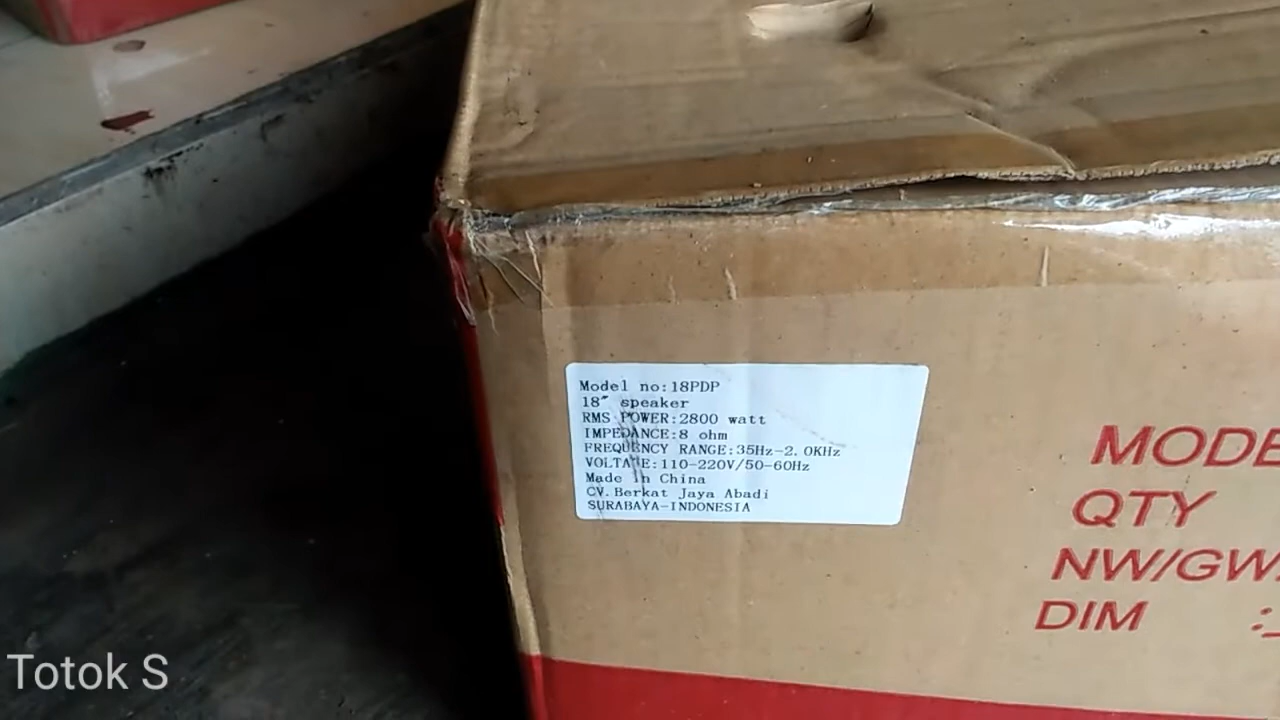 Model no:18PDP
18" speaker
RMS POWER:2800 watt
IMPEDANCE:8 ohm
FREQUENCY RANGE:35Hz-2.0KHz
VOLTAGE:110-220V/50-60Hz
Made In China
CV.Berkat Jaya Abadi
SURABAYA-INDONESIA
MODE
QTY
NW/GW
DIM :
Totok S